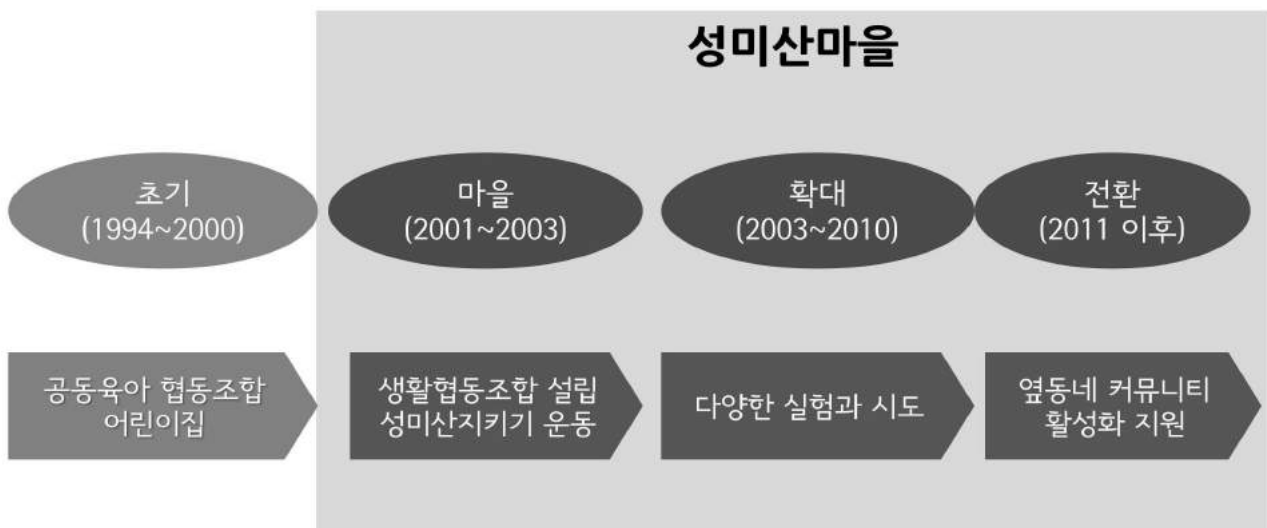 성미산마을
초기
(1994~2000)
마을
(2001~2003)
확대
(2003~2010)
전환
(2011 이후)
공동육아 협동조합
어린이집
생활협동조합 설립
성미산지키기 운동
다양한 실험과 시도
옆동네 커뮤니티
활성화 지원